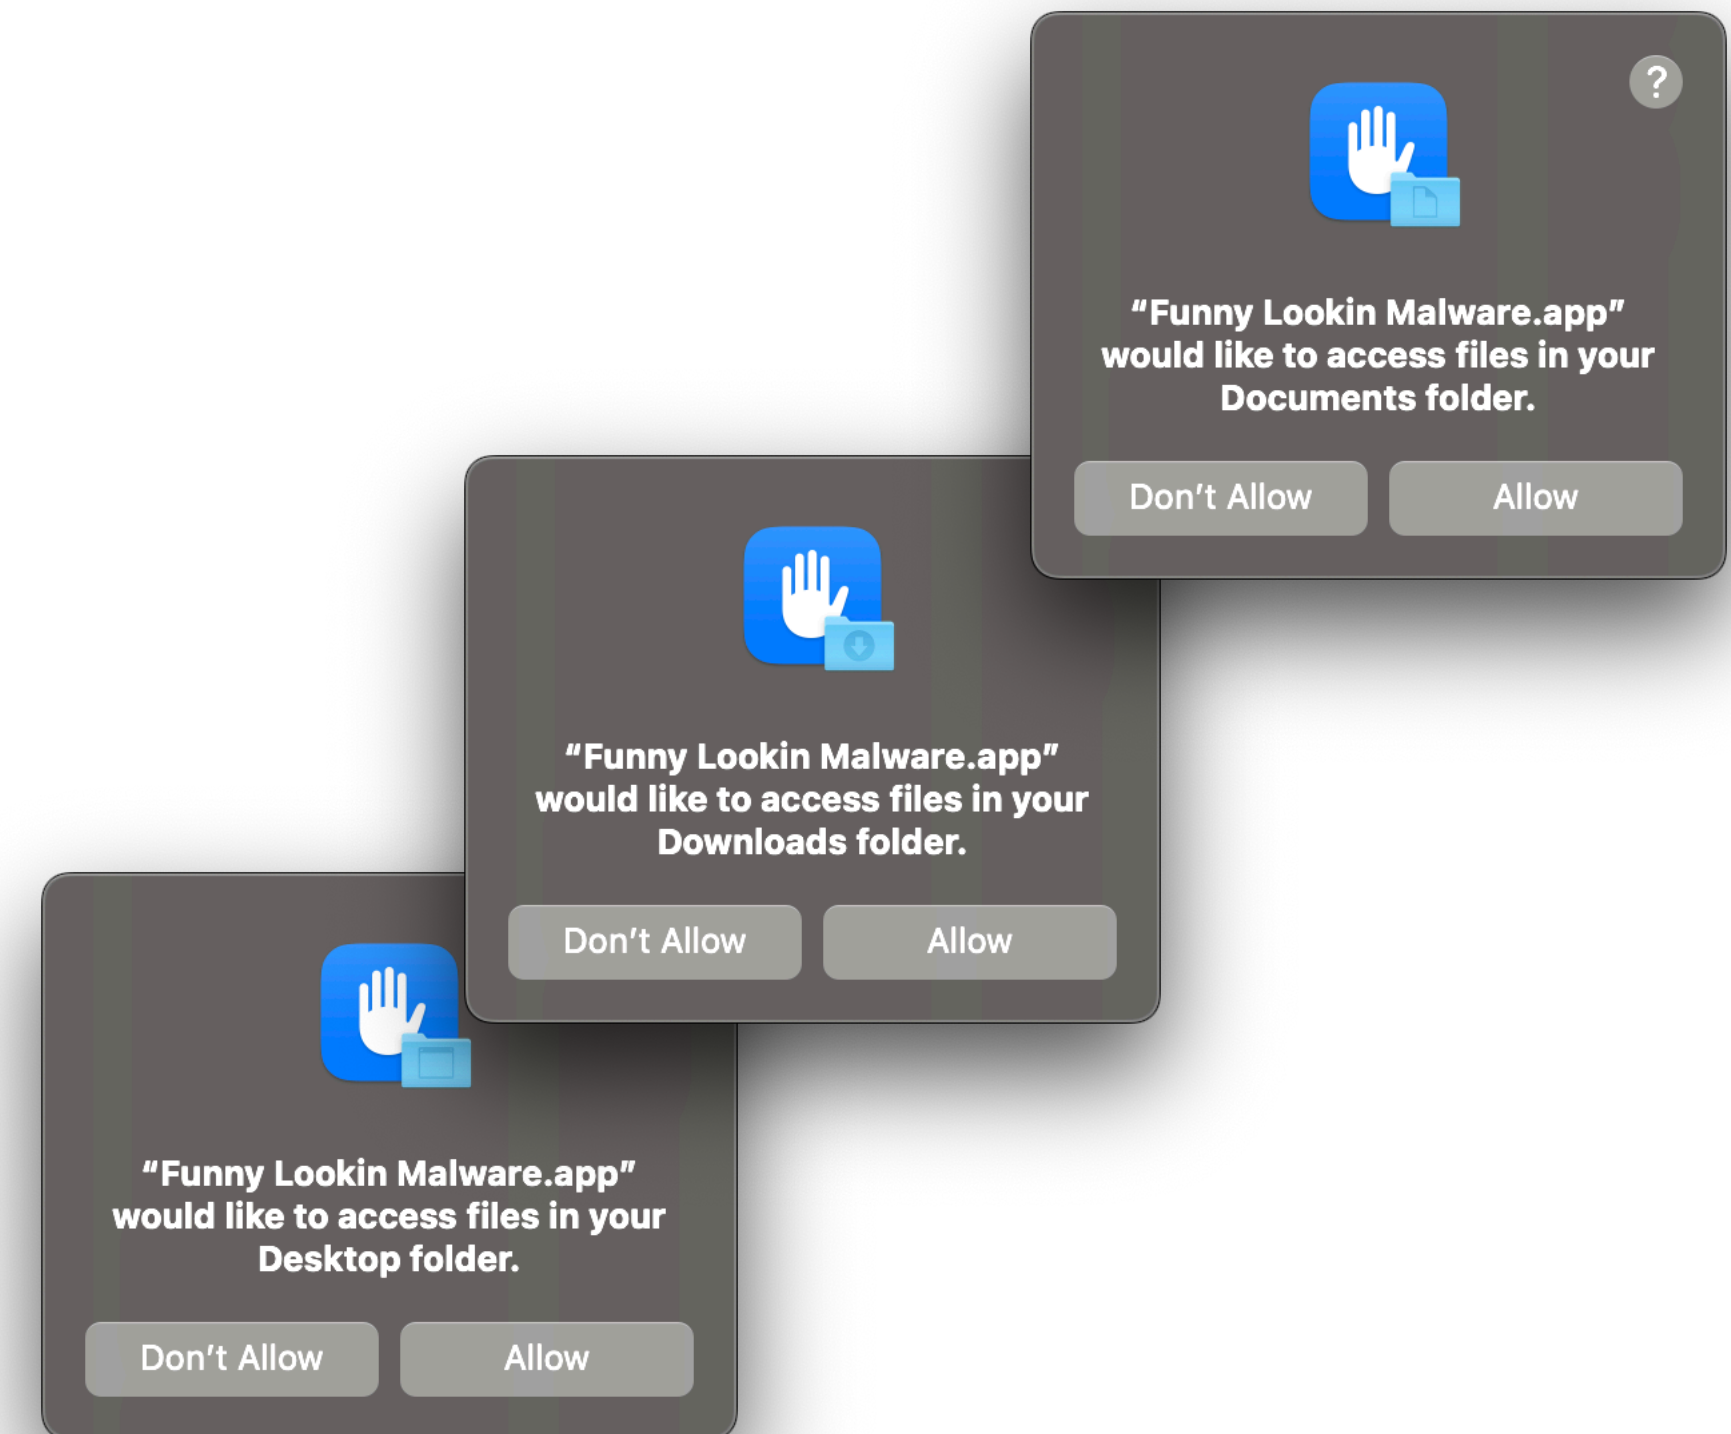 ?
“Funny Lookin Malware.app”
would like to access files in your
Documents folder.
Don’t Allow
Allow
“Funny Lookin Malware.app”
would like to access files in your
Downloads folder.
Don’t Allow
Allow
“Funny Lookin Malware.app”
would like to access files in your
Desktop folder.
Don’t Allow
Allow